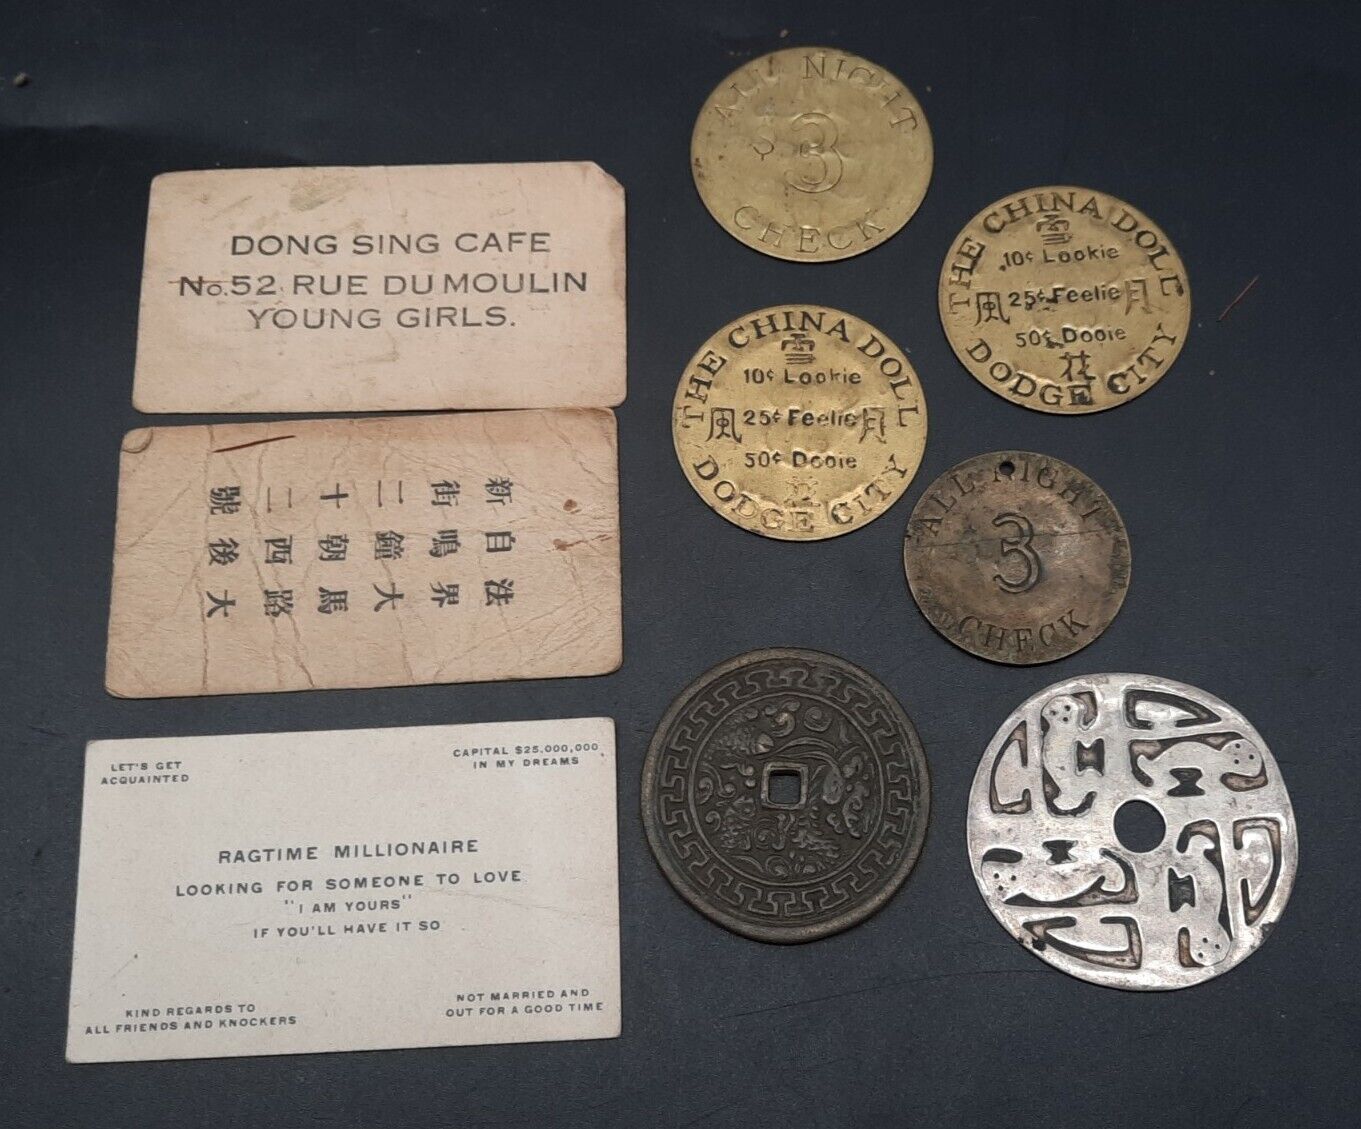 DONG SING CAFE
No.52 RUE DU MOULIN
YOUNG GIRLS.
法界大馬路大
自鳴鐘朝西後
新街二十二號
LET'S GET
ACQUAINTED
CAPITAL $25,000,000
IN MY DREAMS
RAGTIME MILLIONAIRE
LOOKING FOR SOMEONE TO LOVE
"I AM YOURS"
IF YOU'LL HAVE IT SO
KIND REGARDS TO
ALL FRIENDS AND KNOCKERS
NOT MARRIED AND
OUT FOR A GOOD TIME
ALL NIGHT
$3
CHECK
THE CHINA DOLL
10¢ Lookie
風 25¢ Feelie 月
50¢ Dooie
花
DODGE CITY
THE CHINA DOLL
10¢ Lookie
風 25¢ Feelie 月
50¢ Dooie
DODGE CITY
ALL NIGHT
3
CHECK